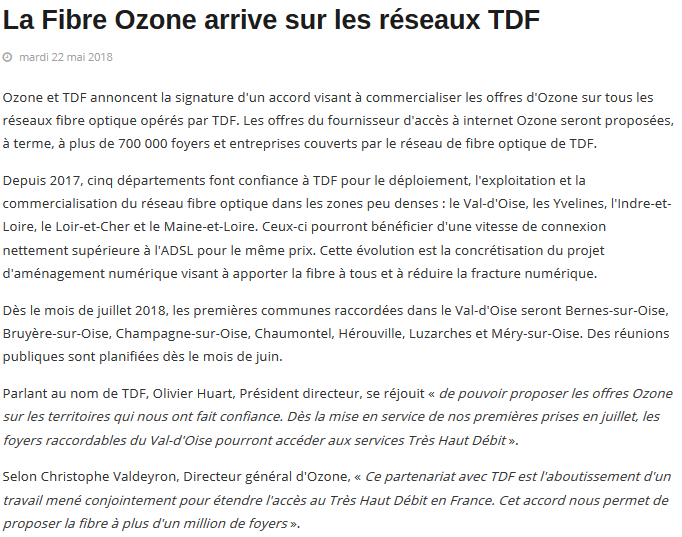 La Fibre Ozone arrive sur les réseaux TDF
mardi 22 mai 2018
Ozone et TDF annoncent la signature d'un accord visant à commercialiser les offres d'Ozone sur tous les
réseaux fibre optique opérés par TDF. Les offres du fournisseur d'accès à internet Ozone seront proposées,
à terme, à plus de 700 000 foyers et entreprises couverts par le réseau de fibre optique de TDF.
Depuis 2017, cinq départements font confiance à TDF pour le déploiement, l'exploitation et la
commercialisation du réseau fibre optique dans les zones peu denses : le Val-d'Oise, les Yvelines, l'Indre-et-
Loire, le Loir-et-Cher et le Maine-et-Loire. Ceux-ci pourront bénéficier d'une vitesse de connexion
nettement supérieure à l'ADSL pour le même prix. Cette évolution est la concrétisation du projet
d'aménagement numérique visant à apporter la fibre à tous et à réduire la fracture numérique.
Dès le mois de juillet 2018, les premières communes raccordées dans le Val-d'Oise seront Bernes-sur-Oise,
Bruyère-sur-Oise, Champagne-sur-Oise, Chaumontel, Hérouville, Luzarches et Méry-sur-Oise. Des réunions
publiques sont planifiées dès le mois de juin.
Parlant au nom de TDF, Olivier Huart, Président directeur, se réjouit « de pouvoir proposer les offres Ozone
sur les territoires qui nous ont fait confiance. Dès la mise en service de nos premières prises en juillet, les
foyers raccordables du Val-d'Oise pourront accéder aux services Très Haut Débit ».
Selon Christophe Valdeyron, Directeur général d'Ozone, « Ce partenariat avec TDF est l'aboutissement d'un
travail mené conjointement pour étendre l'accès au Très Haut Débit en France. Cet accord nous permet de
proposer la fibre à plus d'un million de foyers ».